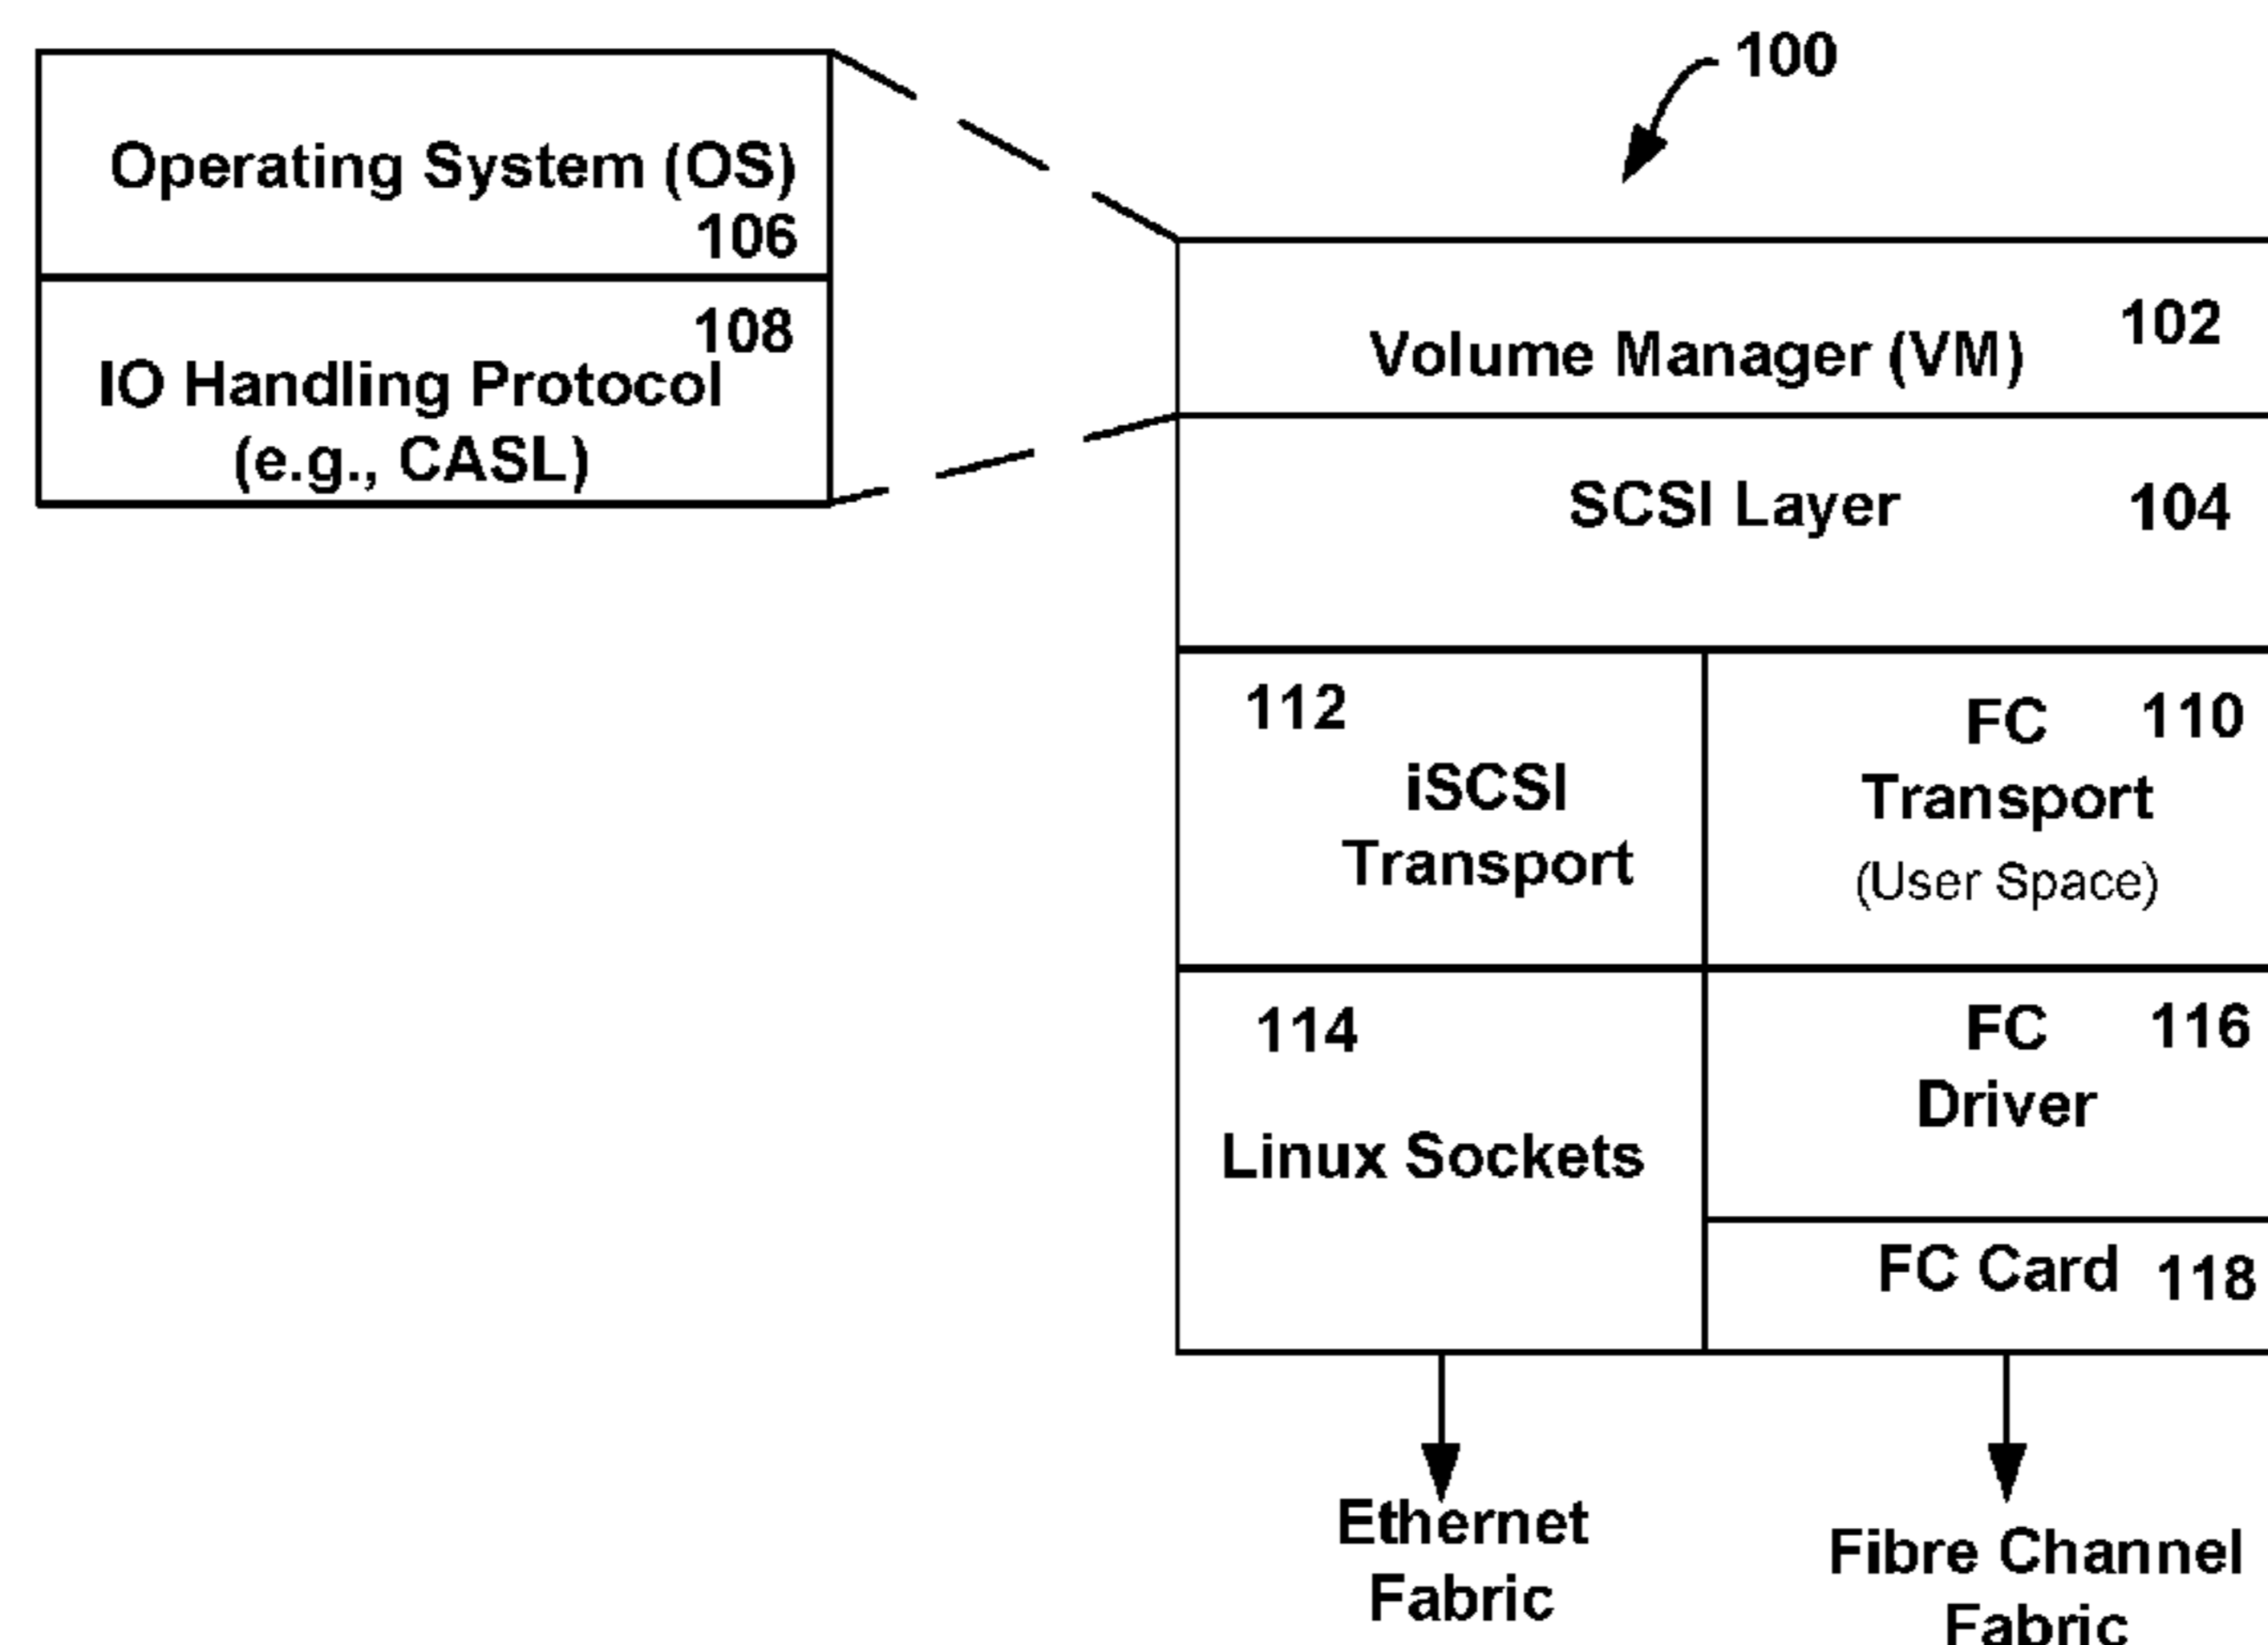 100
Operating System (OS)
106
108
IO Handling Protocol
(e.g., CASL)
Volume Manager (VM) 102
SCSI Layer 104
112
iSCSI
Transport
FC 110
Transport
(User Space)
114
Linux Sockets
FC 116
Driver
FC Card 118
Ethernet
Fabric
Fibre Channel
Fabric